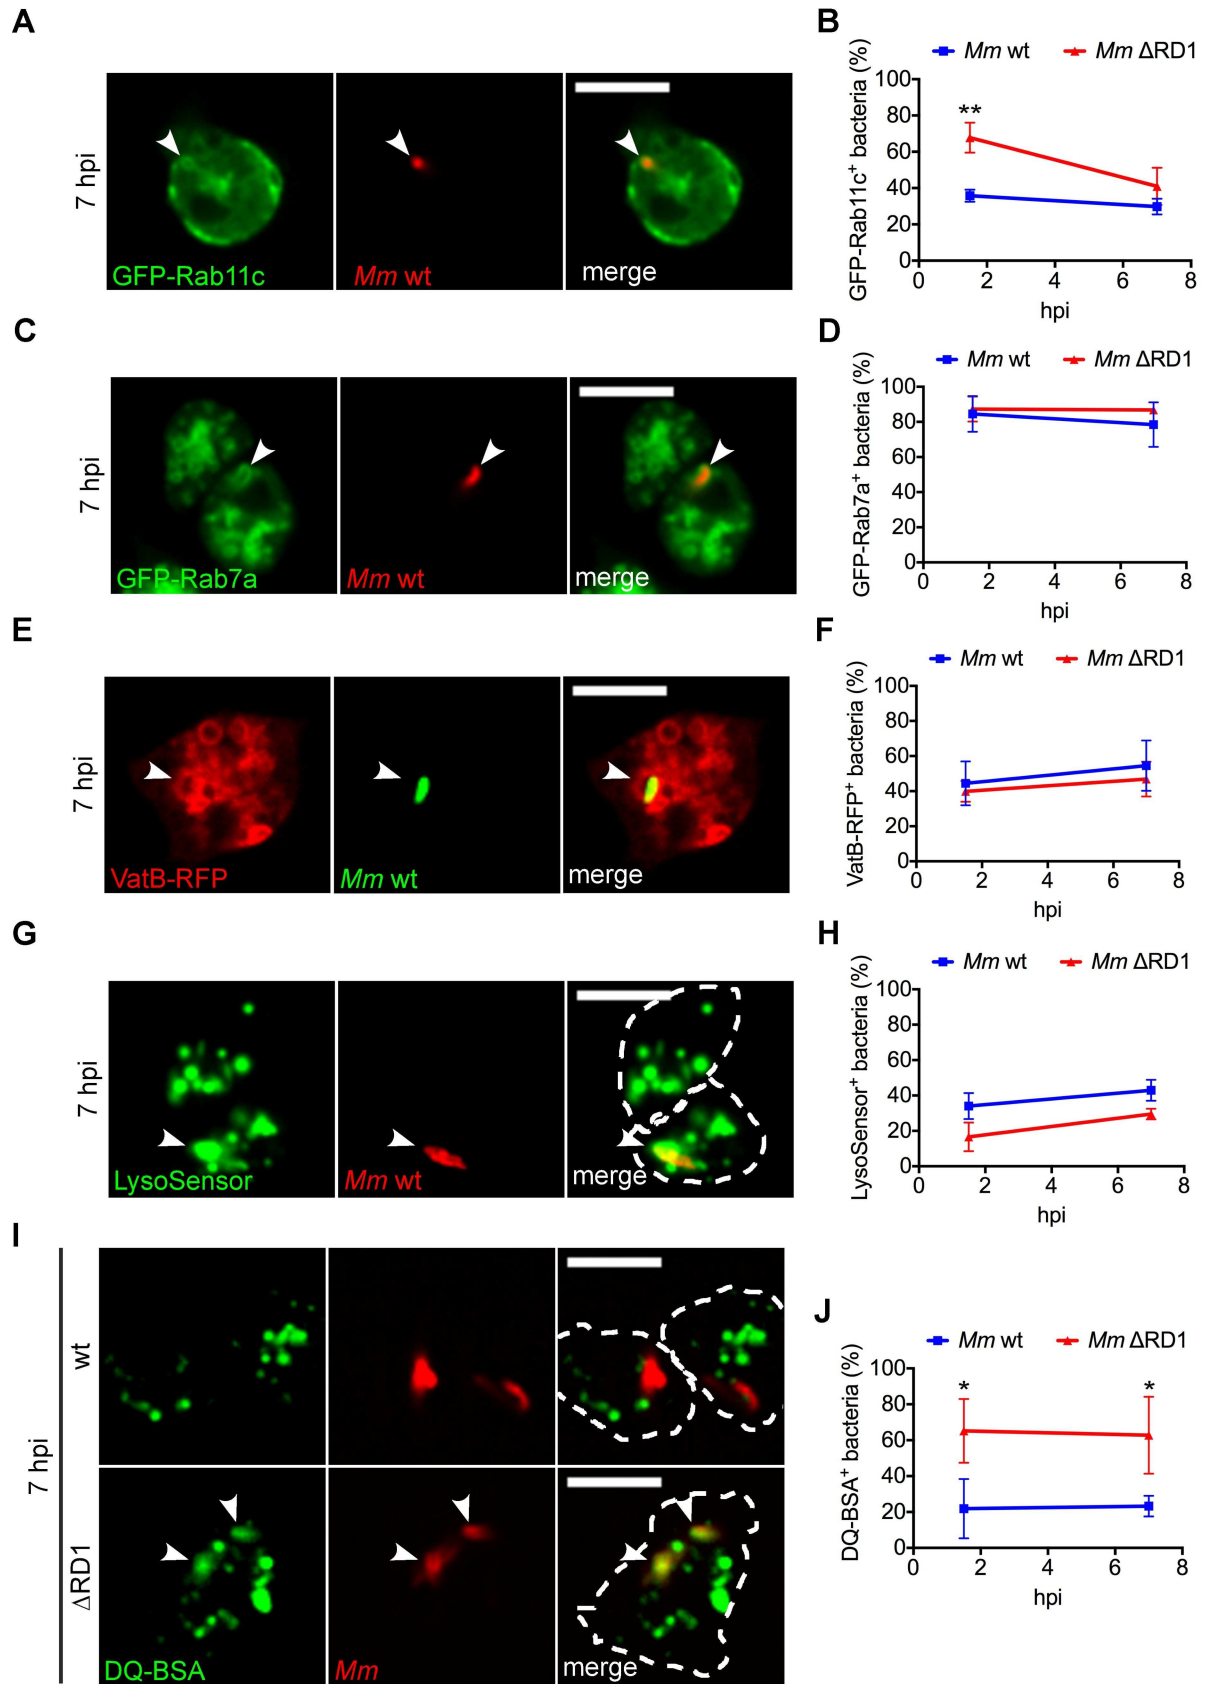 A
7 hpi
GFP-Rab11c
Mm wt
merge
B
Mm wt
Mm ΔRD1
GFP-Rab11c⁺ bacteria (%)
100
80
60
40
20
0
**
0 2 4 6 8
hpi
C
7 hpi
GFP-Rab7a
Mm wt
merge
D
Mm wt
Mm ΔRD1
GFP-Rab7a⁺ bacteria (%)
100
80
60
40
20
0
0 2 4 6 8
hpi
E
7 hpi
VatB-RFP
Mm wt
merge
F
Mm wt
Mm ΔRD1
VatB-RFP⁺ bacteria (%)
100
80
60
40
20
0
0 2 4 6 8
hpi
G
7 hpi
LysoSensor
Mm wt
merge
H
Mm wt
Mm ΔRD1
LysoSensor⁺ bacteria (%)
100
80
60
40
20
0
0 2 4 6 8
hpi
I
7 hpi
wt
ΔRD1
DQ-BSA
Mm
merge
J
Mm wt
Mm ΔRD1
DQ-BSA⁺ bacteria (%)
100
80
60
40
20
0
* *
0 2 4 6 8
hpi